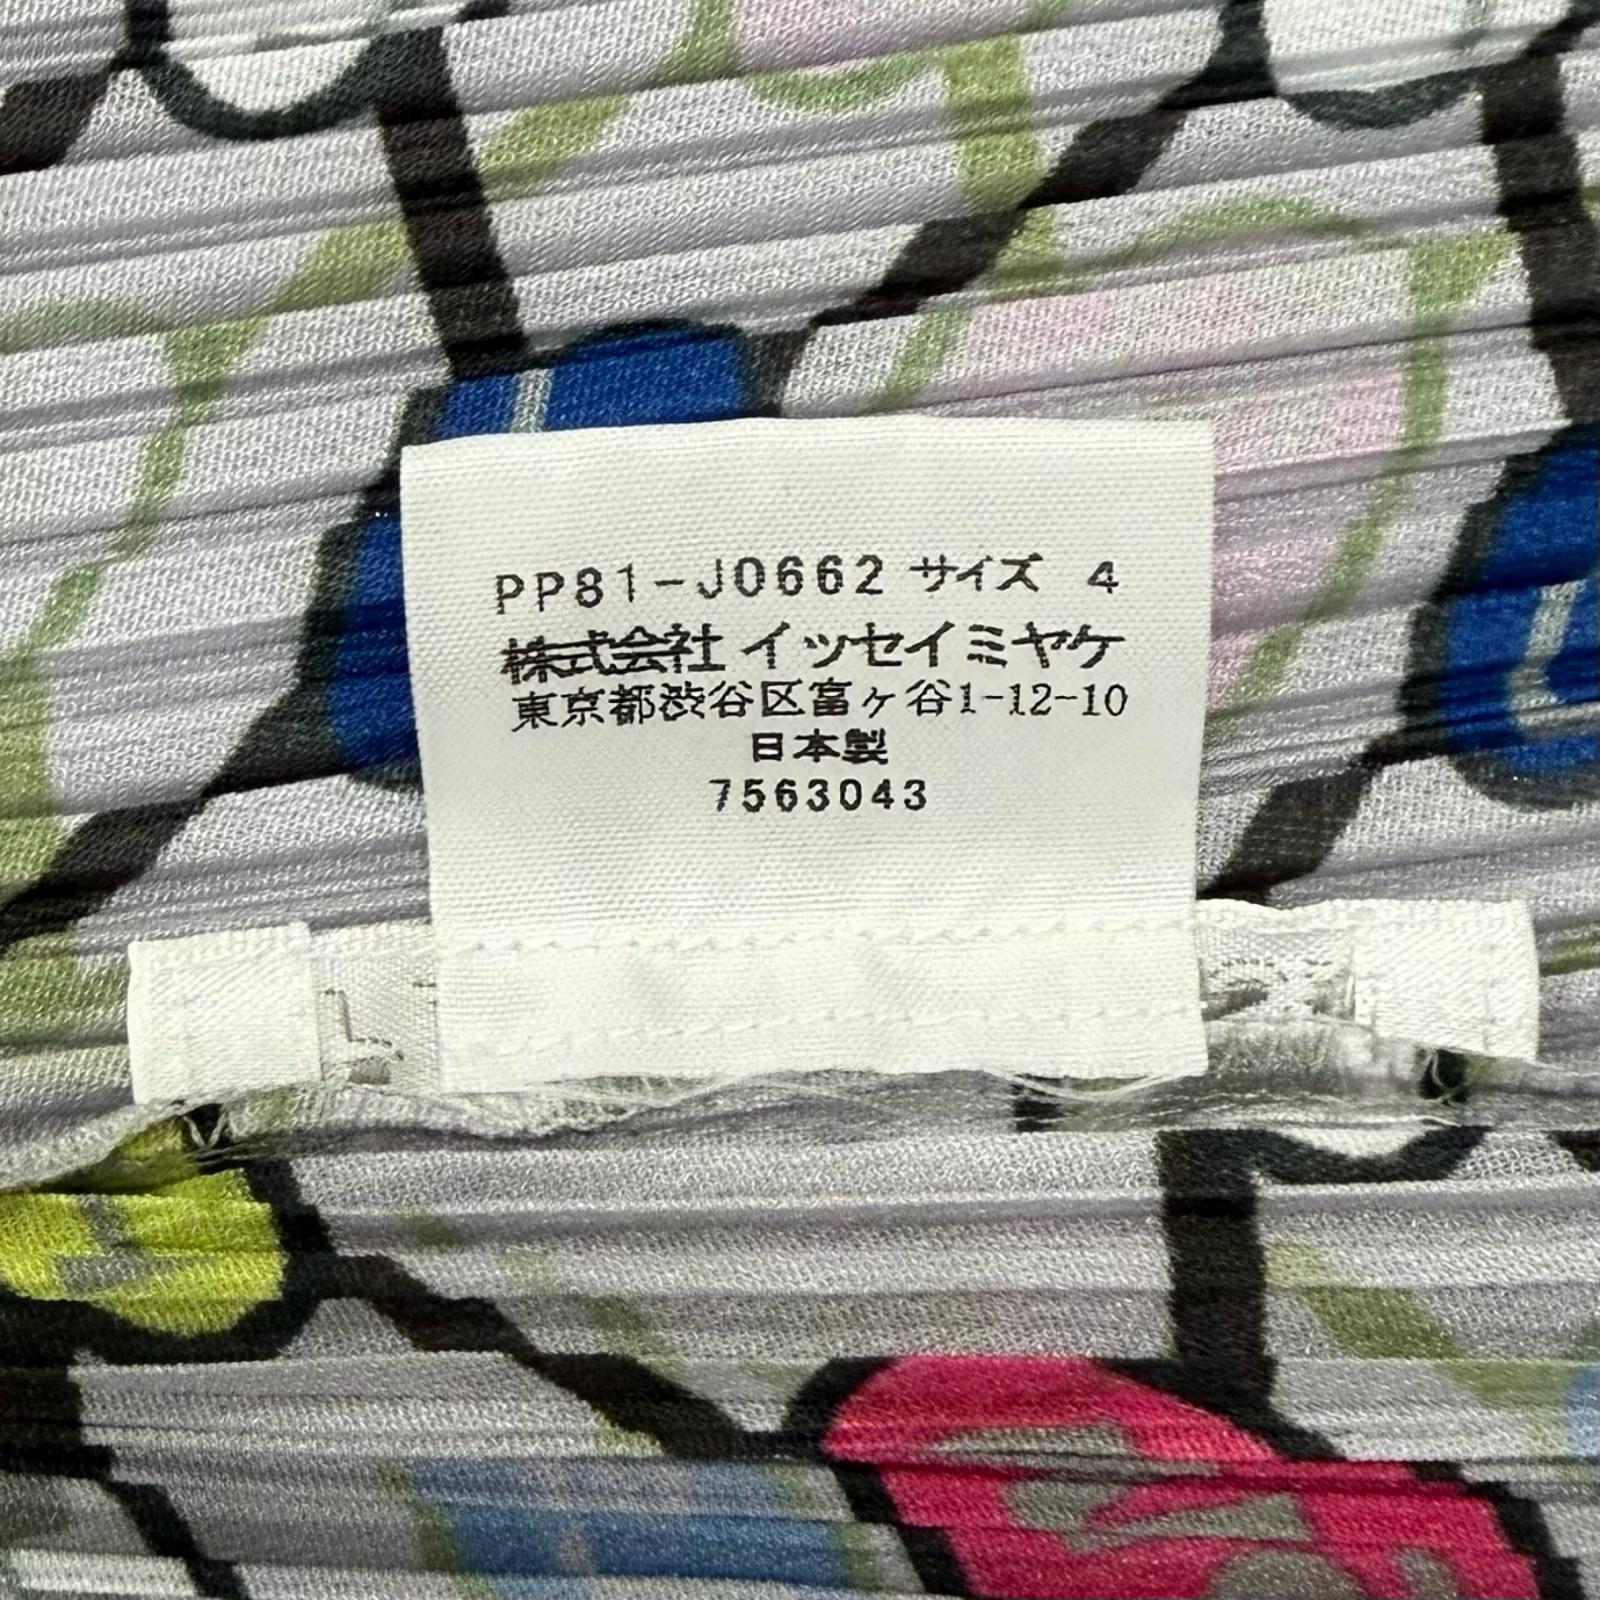 PP81-J0662 サイズ 4
株式会社 イッセイミヤケ
東京都渋谷区富ヶ谷1-12-10
日本製
7563043